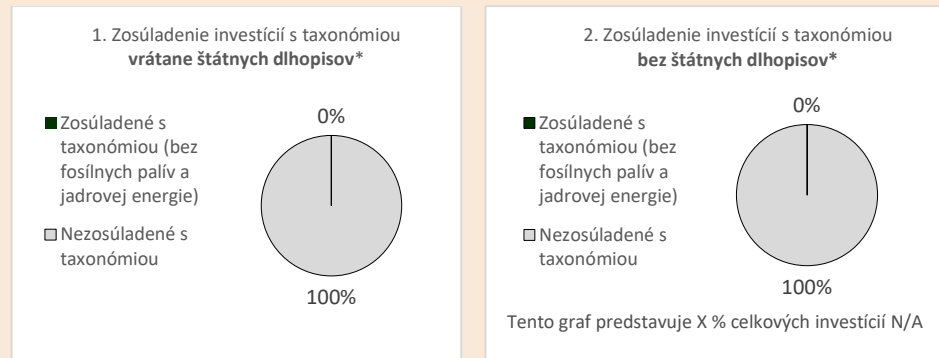 1. Zosúladenie investícií s taxonómiou
vrátane štátnych dlhopisov*
Zosúladené s
taxonómiou (bez
fosílnych palív a
jadrovej energie)
Nezosúladené s
taxonómiou
0%
100%
2. Zosúladenie investícií s taxonómiou
bez štátnych dlhopisov*
Zosúladené s
taxonómiou (bez
fosílnych palív a
jadrovej energie)
Nezosúladené s
taxonómiou
0%
100%
Tento graf predstavuje X % celkových investícií N/A